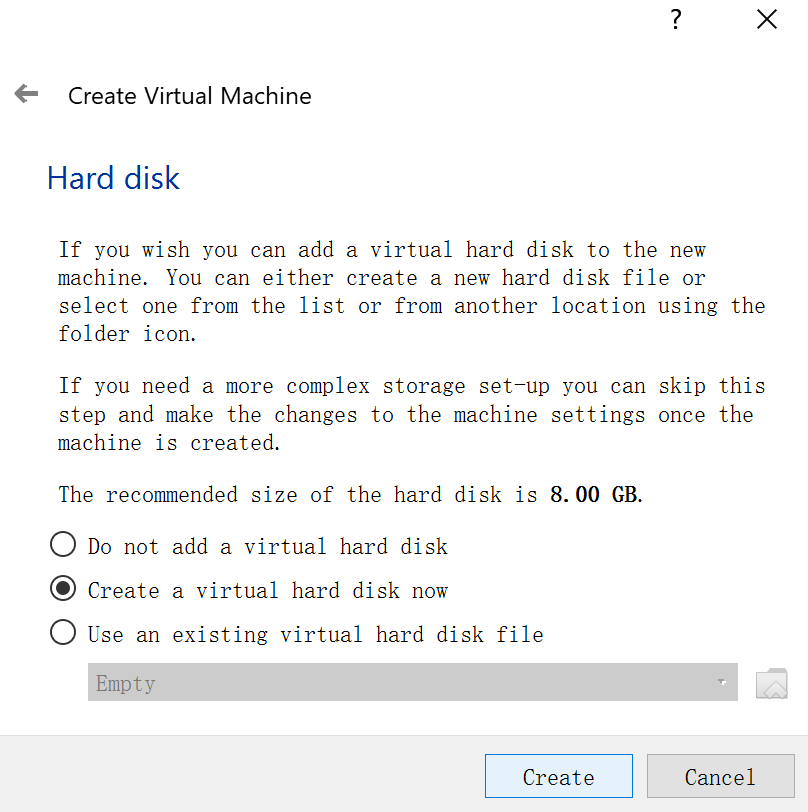 ?
Create Virtual Machine
Hard disk
If you wish you can add a virtual hard disk to the new
machine. You can either create a new hard disk file or
select one from the list or from another location using the
folder icon.
If you need a more complex storage set-up you can skip this
step and make the changes to the machine settings once the
machine is created.
The recommended size of the hard disk is 8.00 GB.
Do not add a virtual hard disk
Create a virtual hard disk now
Use an existing virtual hard disk file
Empty
Create
Cancel